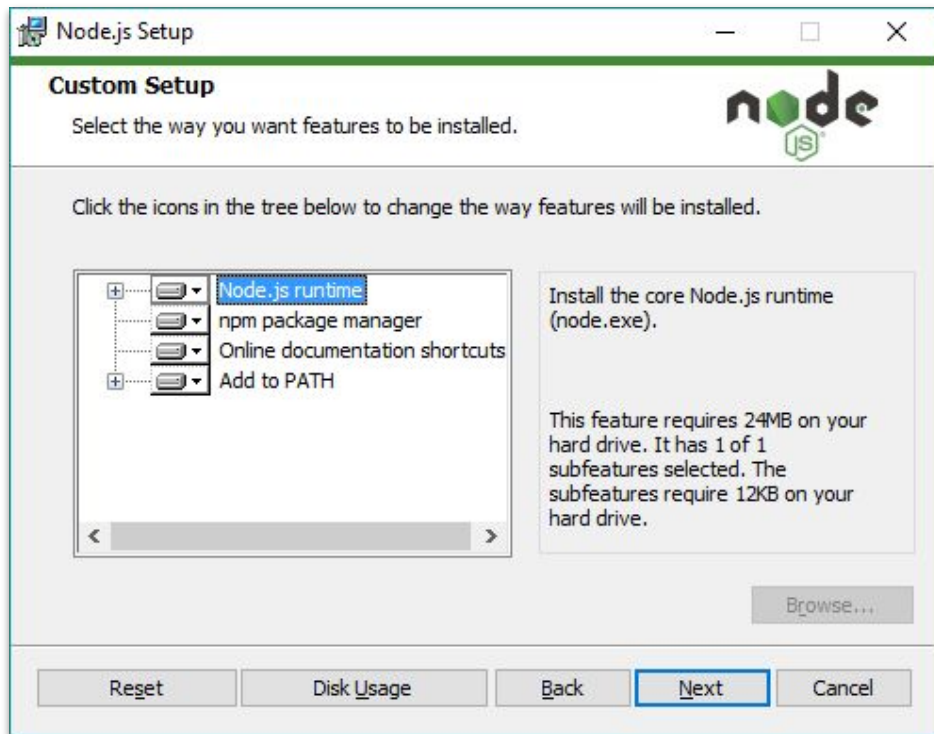 Node.js Setup
Custom Setup
Select the way you want features to be installed.
node
JS
Click the icons in the tree below to change the way features will be installed.
Node.js runtime
npm package manager
Online documentation shortcuts
Add to PATH
Install the core Node.js runtime
(node.exe).
This feature requires 24MB on your
hard drive. It has 1 of 1
subfeatures selected. The
subfeatures require 12KB on your
hard drive.
Browse...
Reset
Disk Usage
Back
Next
Cancel